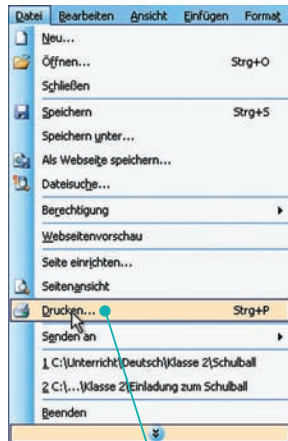 Datei Bearbeiten Ansicht Einfügen Format
Neu...
Öffnen... Strg+O
Schließen
Speichern Strg+S
Speichern unter...
Als Webseite speichern...
Dateisuche...
Berechtigung
Webseitenvorschau
Seite einrichten...
Seitenansicht
Drucken... Strg+P
Senden an
1 C:\Unterricht\Deutsch\Klasse 2\Schulball
2 C:\...\Klasse 2\Einladung zum Schulball
Beenden